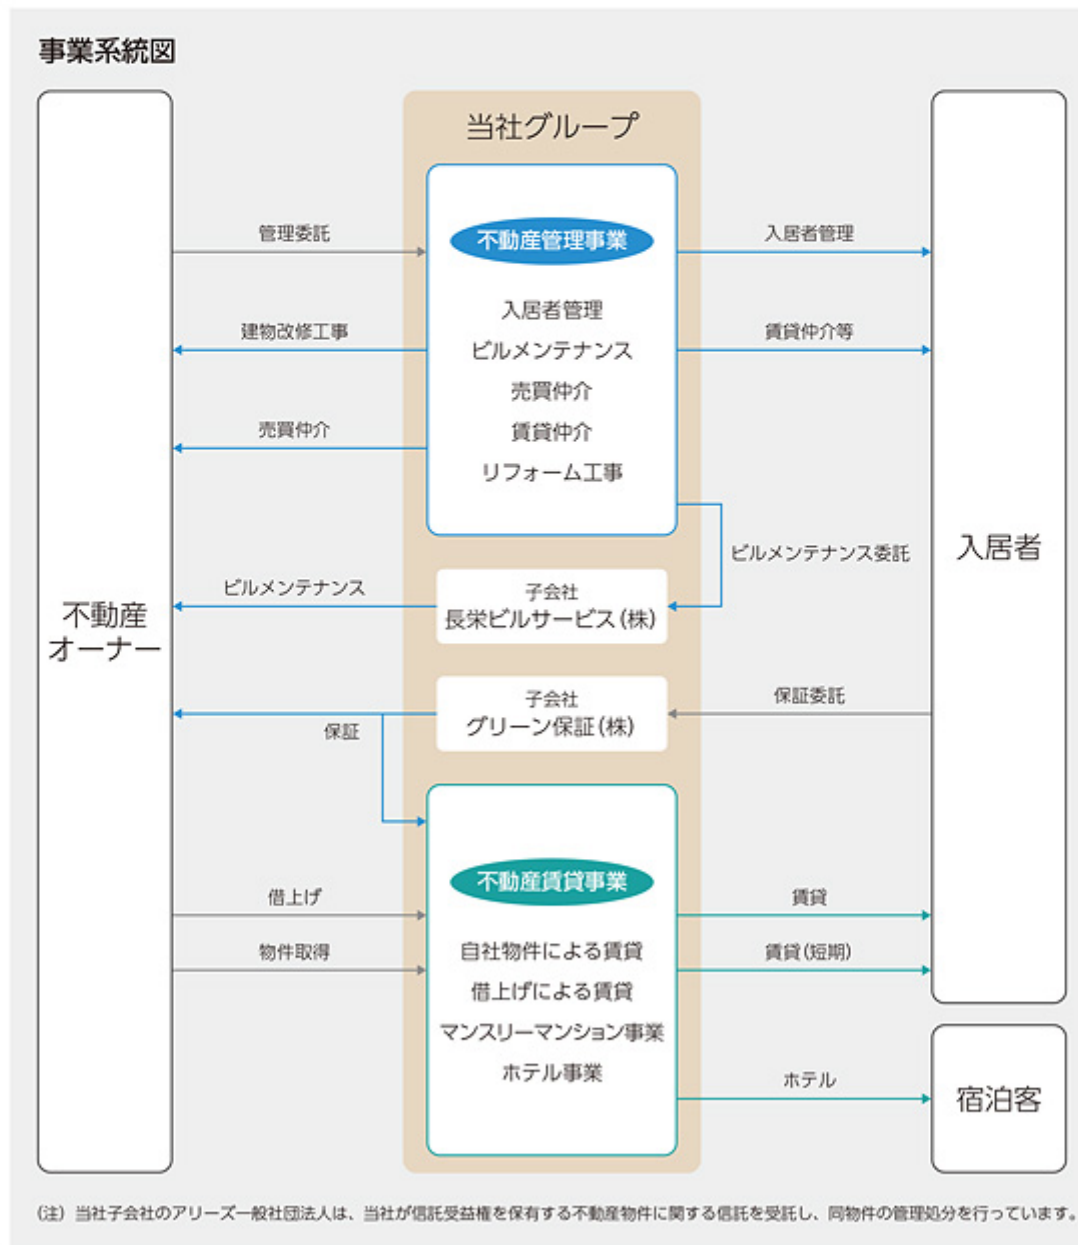 事業系統図
当社グループ
不動産
オーナー
管理委託
建物改修工事
売買仲介
ビルメンテナンス
保証
借上げ
物件取得
不動産管理事業
入居者管理
ビルメンテナンス
売買仲介
賃貸仲介
リフォーム工事
子会社
長栄ビルサービス(株)
子会社
グリーン保証(株)
不動産賃貸事業
自社物件による賃貸
借上げによる賃貸
マンスリーマンション事業
ホテル事業
入居者管理
賃貸仲介等
ビルメンテナンス委託
保証委託
賃貸
賃貸(短期)
ホテル
入居者
宿泊客
(注) 当社子会社のアリーズ一般社団法人は、当社が信託受益権を保有する不動産物件に関する信託を受託し、同物件の管理処分を行っています。